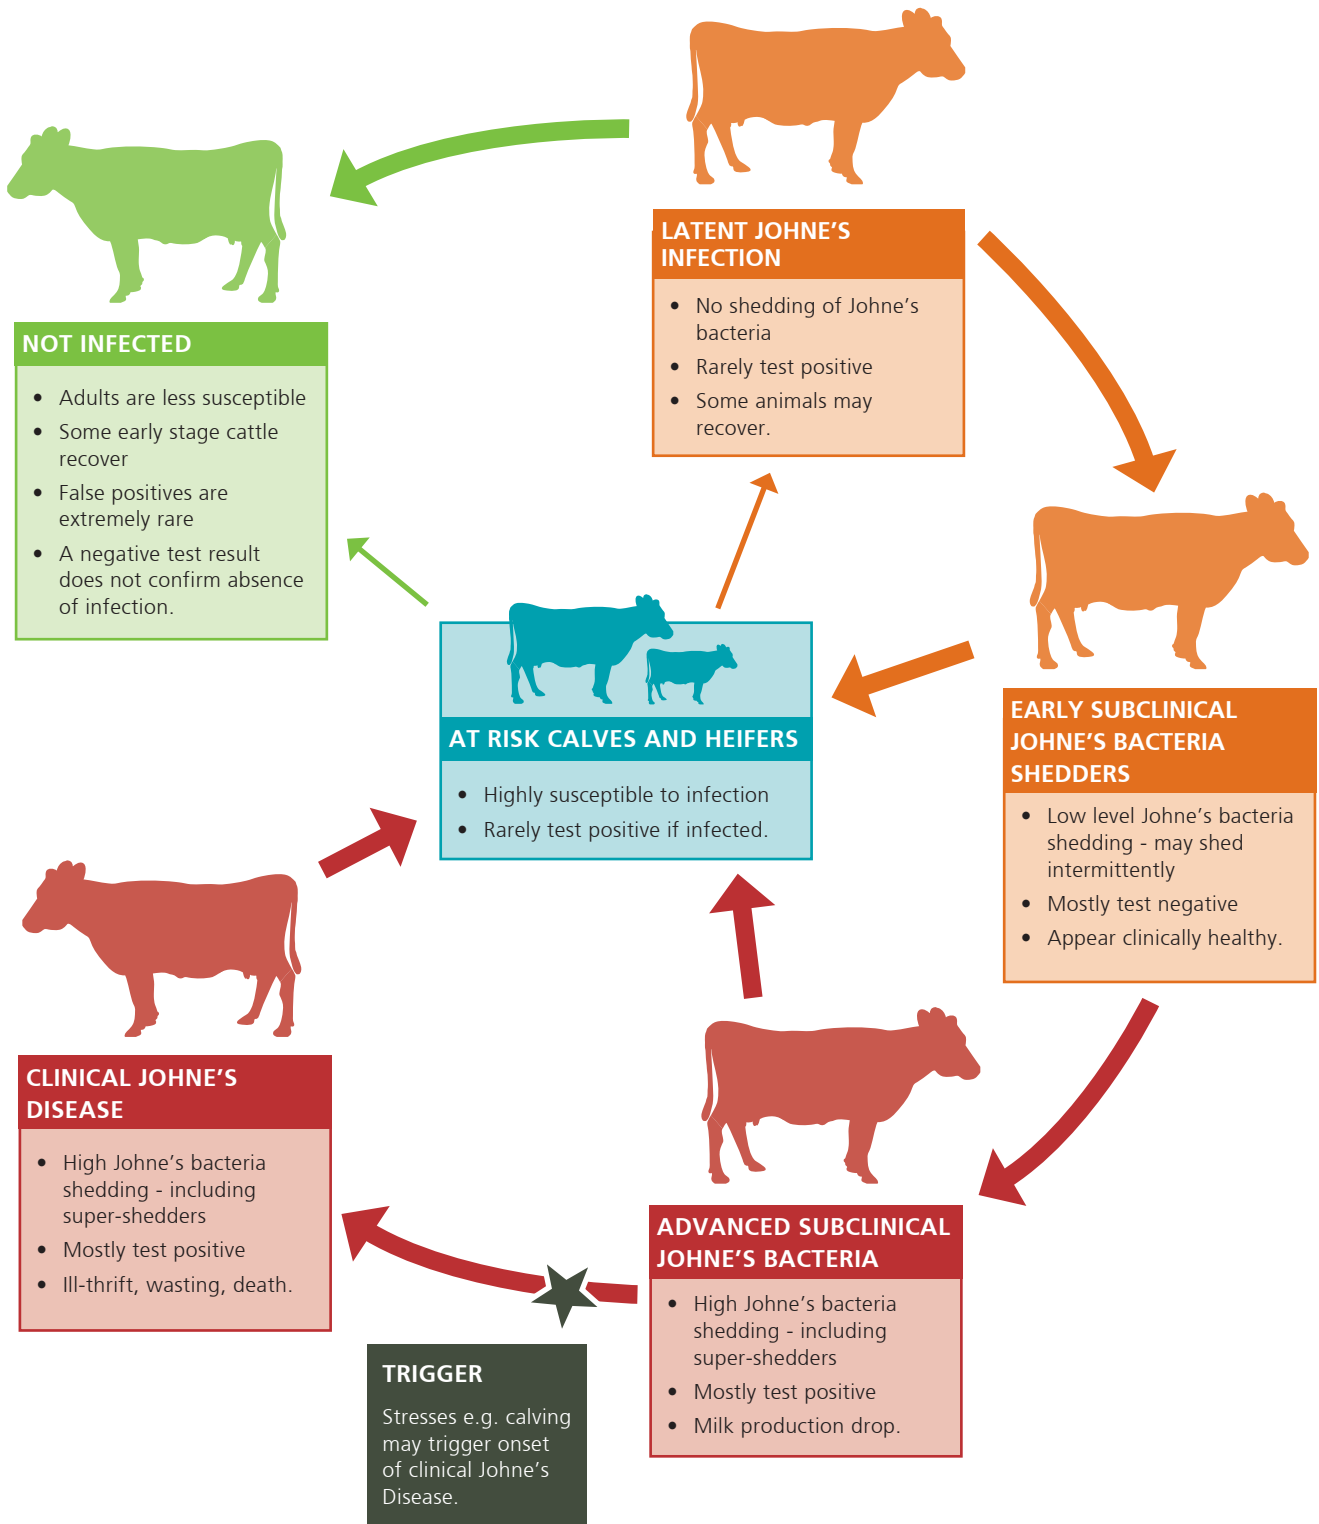 LATENT JOHNE’S
INFECTION
• No shedding of Johne’s
bacteria
• Rarely test positive
• Some animals may
recover.
NOT INFECTED
• Adults are less susceptible
• Some early stage cattle
recover
• False positives are
extremely rare
• A negative test result
does not confirm absence
of infection.
AT RISK CALVES AND HEIFERS
• Highly susceptible to infection
• Rarely test positive if infected.
EARLY SUBCLINICAL
JOHNE’S BACTERIA
SHEDDERS
• Low level Johne’s bacteria
shedding - may shed
intermittently
• Mostly test negative
• Appear clinically healthy.
CLINICAL JOHNE’S
DISEASE
• High Johne’s bacteria
shedding - including
super-shedders
• Mostly test positive
• Ill-thrift, wasting, death.
ADVANCED SUBCLINICAL
JOHNE’S BACTERIA
• High Johne’s bacteria
shedding - including
super-shedders
• Mostly test positive
• Milk production drop.
TRIGGER
Stresses e.g. calving
may trigger onset
of clinical Johne’s
Disease.